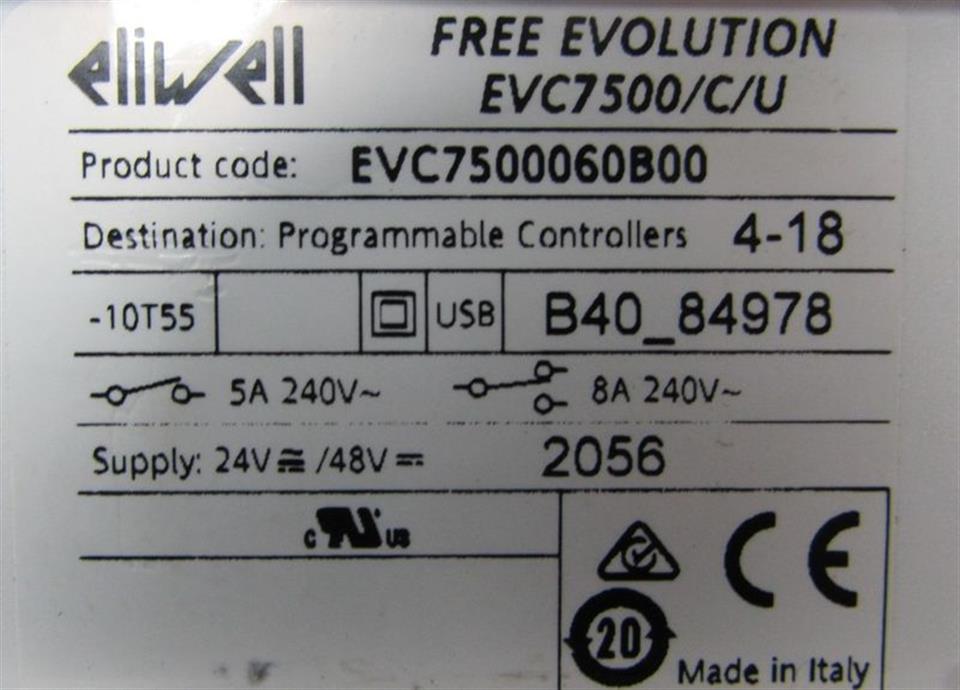 eliwell
FREE EVOLUTION
EVC7500/C/U
Product code: EVC7500060B00
Destination: Programmable Controllers 4-18
-10T55 USB B40_84978
5A 240V~ 8A 240V~
Supply: 24V≅ /48V⎓ 2056
c RU us
CE
20
Made in Italy